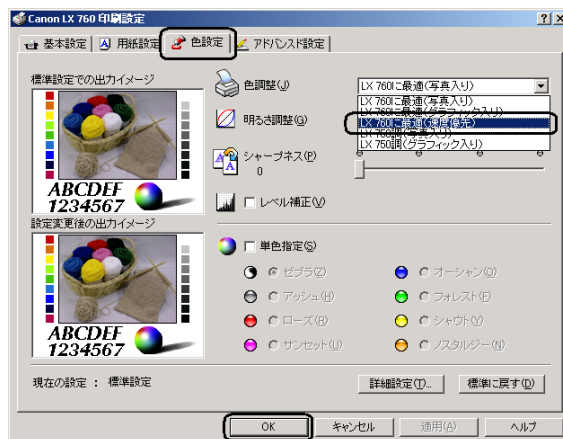 Canon LX 760 印刷設定
基本設定 用紙設定 色設定 アドバンスド設定
標準設定での出力イメージ
ABCDEF
1234567
設定変更後の出力イメージ
ABCDEF
1234567
現在の設定 : 標準設定
色調整(J)
LX 760に最適(写真入り)
LX 760に最適(写真入り)
LX 760に最適(グラフィック入り)
LX 760に最適(速度優先)
LX 750調(写真入り)
LX 750調(グラフィック入り)
明るさ調整(G)
シャープネス(P)
0
レベル補正(V)
単色指定(S)
ゼブラ(Z) オーシャン(O)
アッシュ(H) フォレスト(F)
ローズ(R) シャウト(Y)
サンセット(U) ノスタルジー(N)
詳細設定(T)... 標準に戻す(D)
OK キャンセル 適用(A) ヘルプ